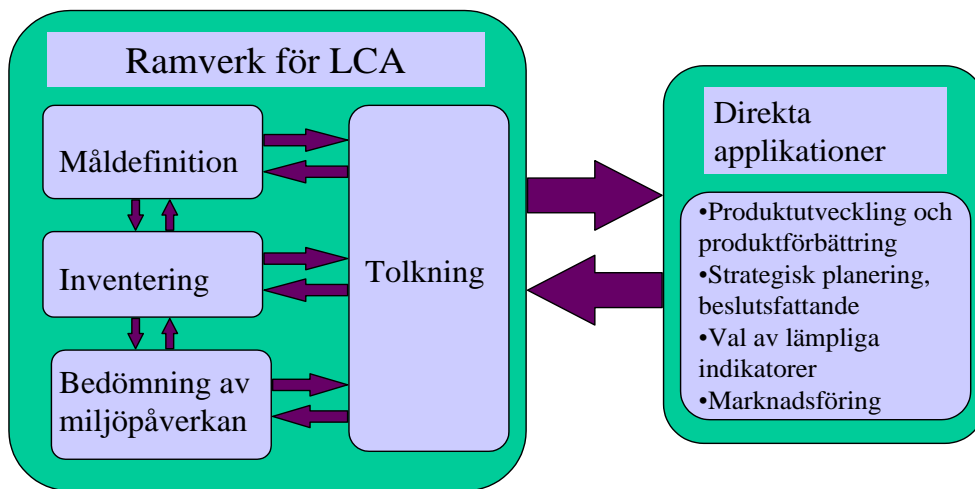 Ramverk för LCA
Måldefinition
Inventering
Bedömning av
miljöpåverkan
Tolkning
Direkta
applikationer
•Produktutveckling och
produktförbättring
•Strategisk planering,
beslutsfattande
•Val av lämpliga
indikatorer
•Marknadsföring